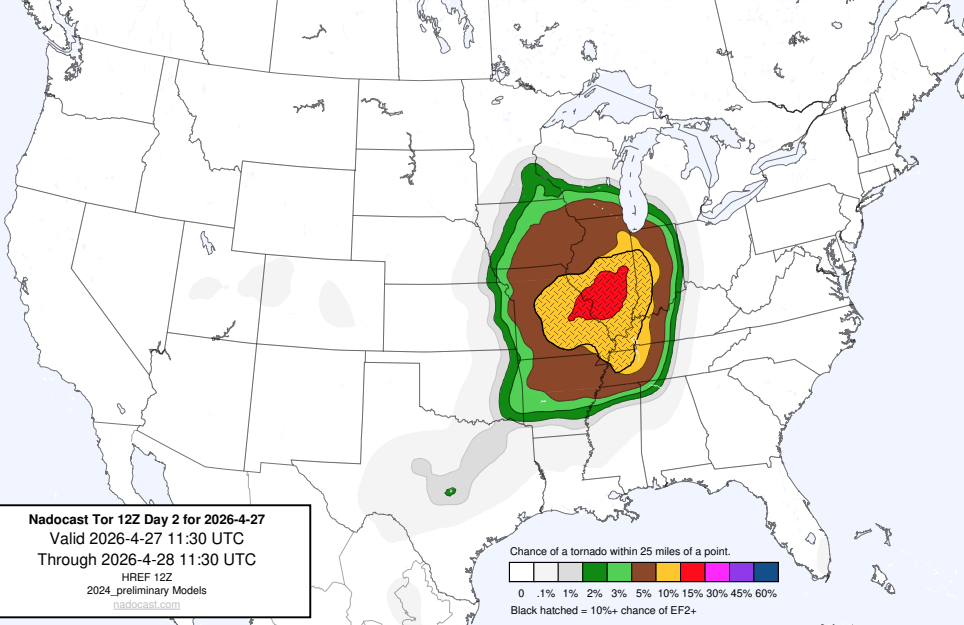 Nadocast Tor 12Z Day 2 for 2026-4-27
Valid 2026-4-27 11:30 UTC
Through 2026-4-28 11:30 UTC
HREF 12Z
2024_preliminary Models
nadocast.com
Chance of a tornado within 25 miles of a point.
0 .1% 1% 2% 3% 5% 10% 15% 30% 45% 60%
Black hatched = 10%+ chance of EF2+